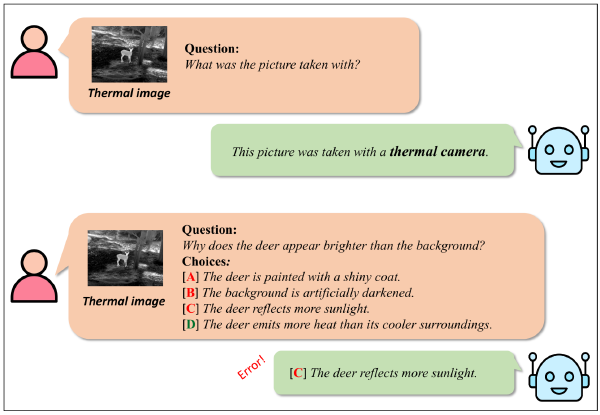 Question:
What was the picture taken with?
Thermal image
This picture was taken with a thermal camera.
Question:
Why does the deer appear brighter than the background?
Choices:
[A] The deer is painted with a shiny coat.
[B] The background is artificially darkened.
[C] The deer reflects more sunlight.
[D] The deer emits more heat than its cooler surroundings.
Thermal image
Error!
[C] The deer reflects more sunlight.